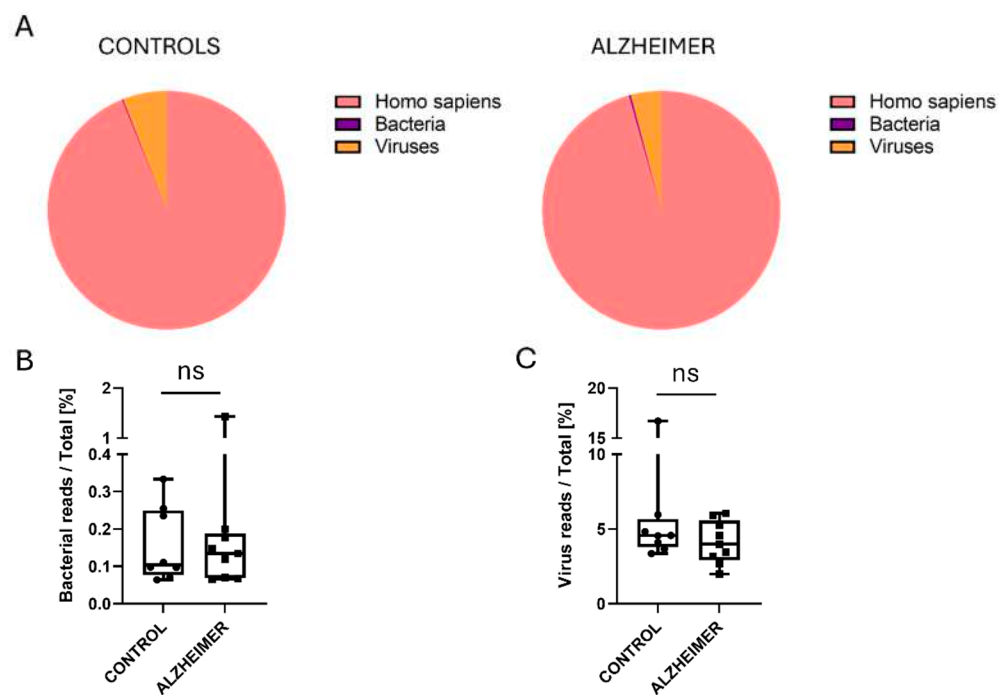 A
CONTROLS
ALZHEIMER
Homo sapiens
Bacteria
Viruses
Homo sapiens
Bacteria
Viruses
B
ns
Bacterial reads / Total [%]
2
1
0.4
0.3
0.2
0.1
0.0
CONTROL
ALZHEIMER
C
ns
Virus reads / Total [%]
20
15
10
5
0
CONTROL
ALZHEIMER